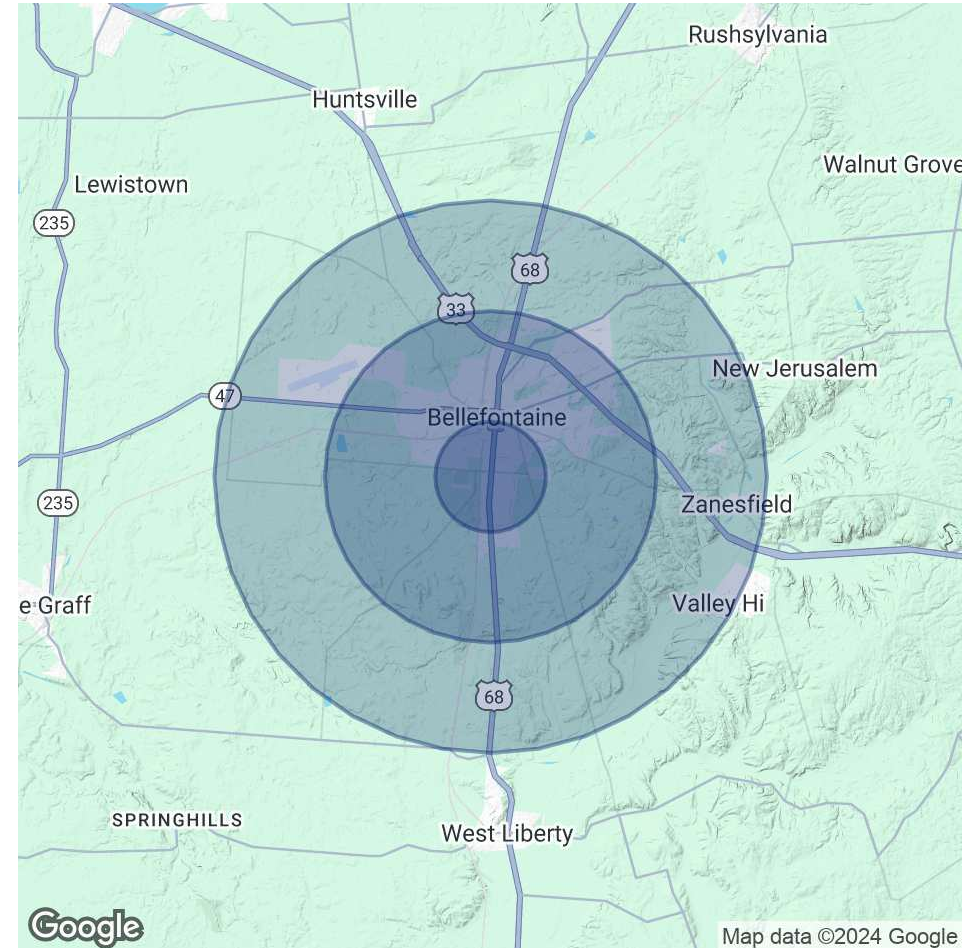 Rushsylvania
Huntsville
Walnut Grove
Lewistown
235
68
33
New Jerusalem
47
Bellefontaine
235
Zanesfield
e Graff
Valley Hi
68
SPRINGHILLS
West Liberty
Google
Map data ©2024 Google